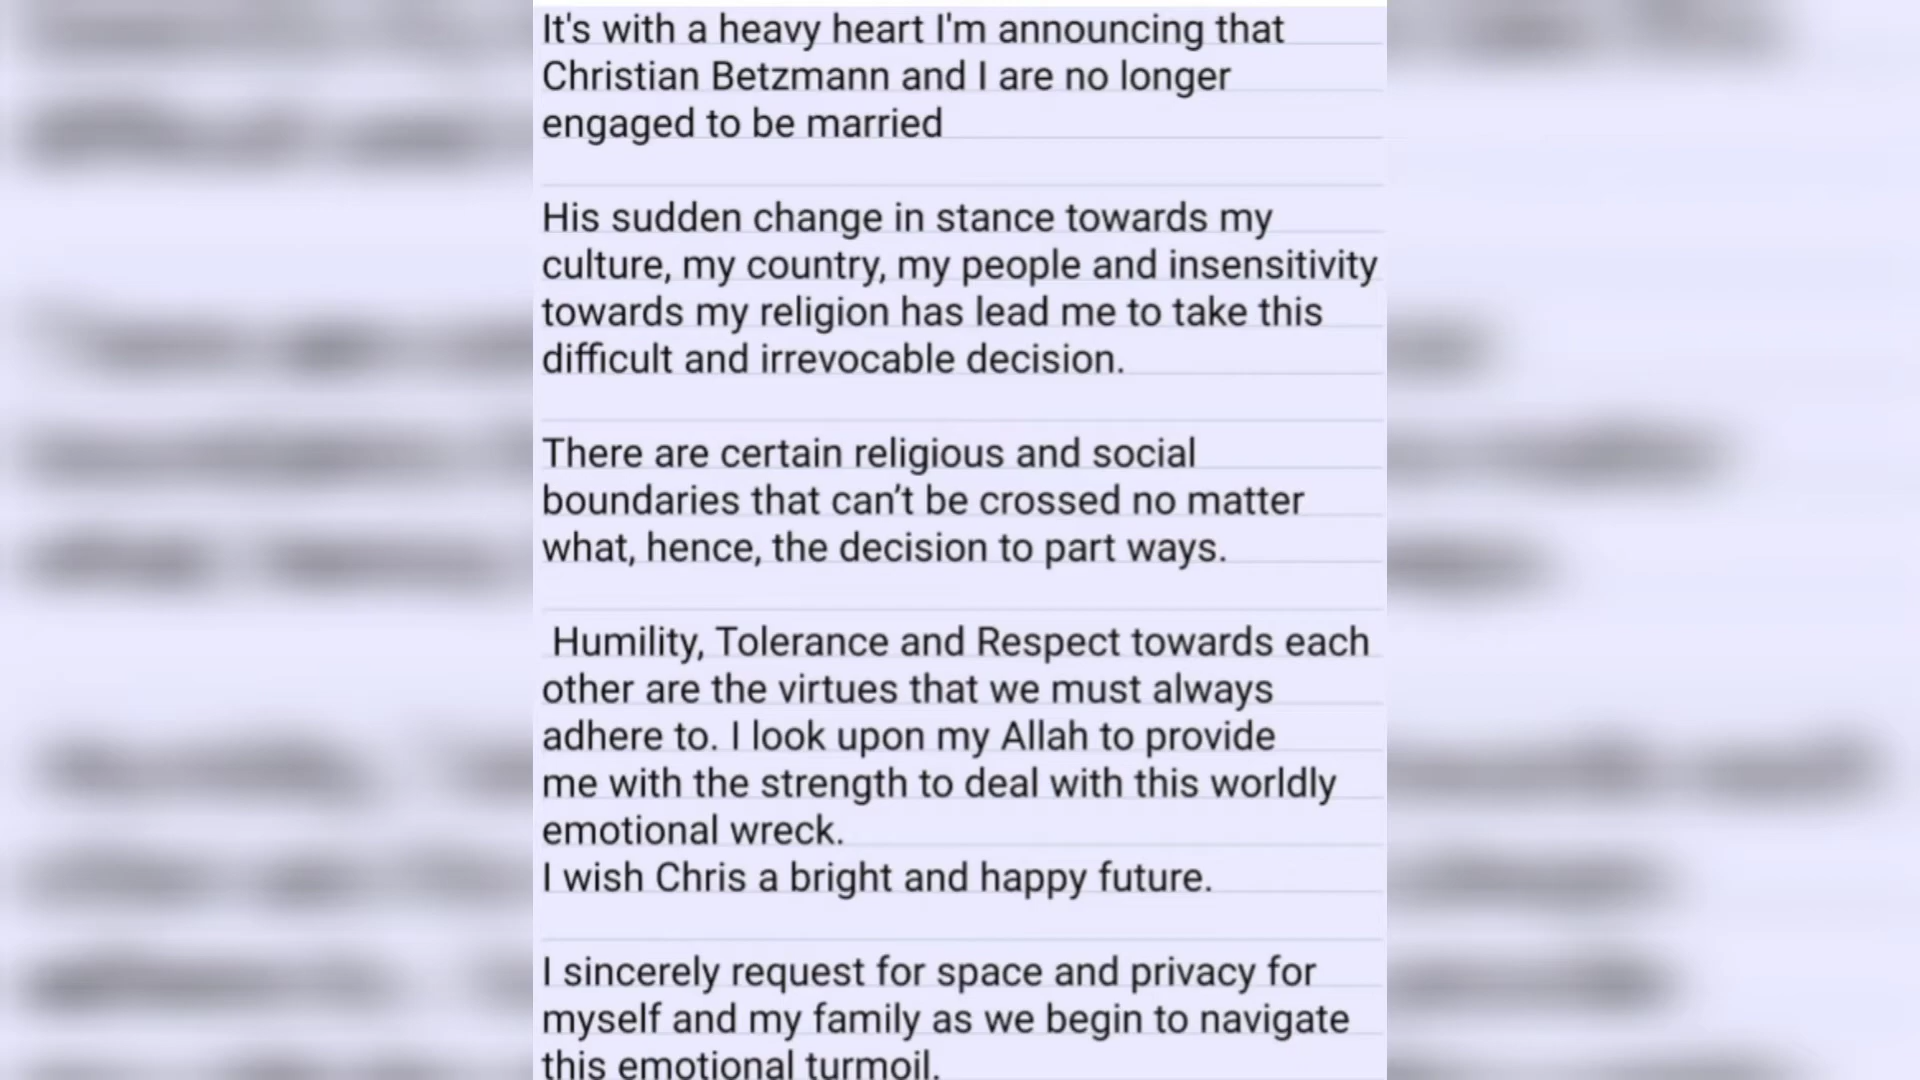 It's with a heavy heart I'm announcing that
Christian Betzmann and I are no longer
engaged to be married
His sudden change in stance towards my
culture, my country, my people and insensitivity
towards my religion has lead me to take this
difficult and irrevocable decision.
There are certain religious and social
boundaries that can’t be crossed no matter
what, hence, the decision to part ways.
Humility, Tolerance and Respect towards each
other are the virtues that we must always
adhere to. I look upon my Allah to provide
me with the strength to deal with this worldly
emotional wreck.
I wish Chris a bright and happy future.
I sincerely request for space and privacy for
myself and my family as we begin to navigate
this emotional turmoil.